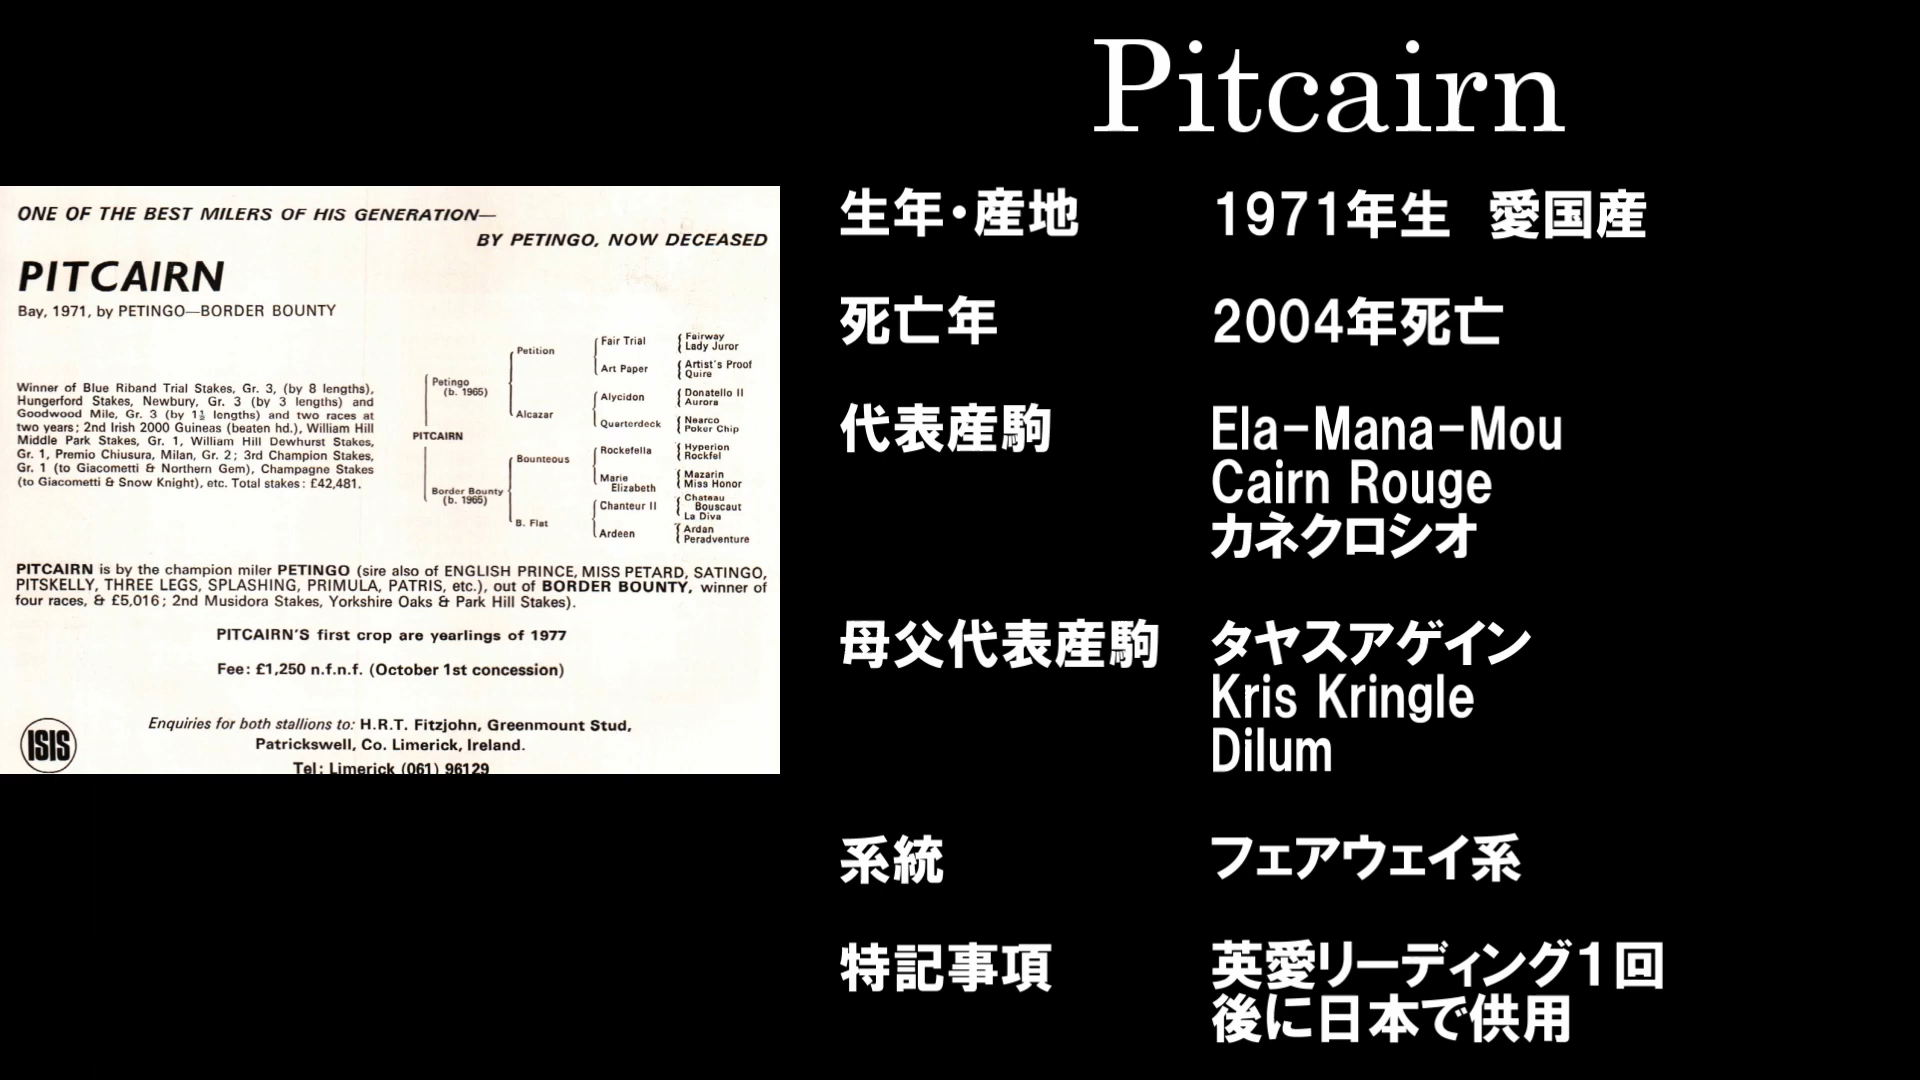 Pitcairn
ONE OF THE BEST MILERS OF HIS GENERATION—
BY PETINGO, NOW DECEASED
PITCAIRN
Bay, 1971, by PETINGO—BORDER BOUNTY
Winner of Blue Riband Trial Stakes, Gr. 3, (by 8 lengths),
Hungerford Stakes, Newbury, Gr. 3 (by 3 lengths) and
Goodwood Mile, Gr. 3 (by 1½ lengths) and two races at
two years; 2nd Irish 2000 Guineas (beaten hd.), William Hill
Middle Park Stakes, Gr. 1, William Hill Dewhurst Stakes,
Gr. 1, Premio Chiusura, Milan, Gr. 2; 3rd Champion Stakes,
Gr. 1 (to Giacometti & Northern Gem), Champagne Stakes
(to Giacometti & Snow Knight), etc. Total stakes: £42,481.
PITCAIRN
Petingo
(b. 1965)
Border Bounty
(b. 1965)
Petition
Alcazar
Bounteous
B. Flat
Fair Trial
Art Paper
Alycidon
Quarterdeck
Rockefella
Marie
Elizabeth
Chanteur II
Ardeen
Fairway
Lady Juror
Artist's Proof
Quire
Donatello II
Aurora
Nearco
Poker Chip
Hyperion
Rockfel
Mazarin
Miss Honor
Chateau
Bouscaut
La Diva
Ardan
Peradventure
PITCAIRN is by the champion miler PETINGO (sire also of ENGLISH PRINCE, MISS PETARD, SATINGO,
PITSKELLY, THREE LEGS, SPLASHING, PRIMULA, PATRIS, etc.), out of BORDER BOUNTY, winner of
four races, & £5,016; 2nd Musidora Stakes, Yorkshire Oaks & Park Hill Stakes).
PITCAIRN'S first crop are yearlings of 1977
Fee: £1,250 n.f.n.f. (October 1st concession)
ISIS
Enquiries for both stallions to: H.R.T. Fitzjohn, Greenmount Stud,
Patrickswell, Co. Limerick, Ireland.
Tel: Limerick (061) 96129
生年・産地 1971年生 愛国産
死亡年 2004年死亡
代表産駒 Ela-Mana-Mou
Cairn Rouge
カネクロシオ
母父代表産駒 タヤスアゲイン
Kris Kringle
Dilum
系統 フェアウェイ系
特記事項 英愛リーディング1回
後に日本で供用